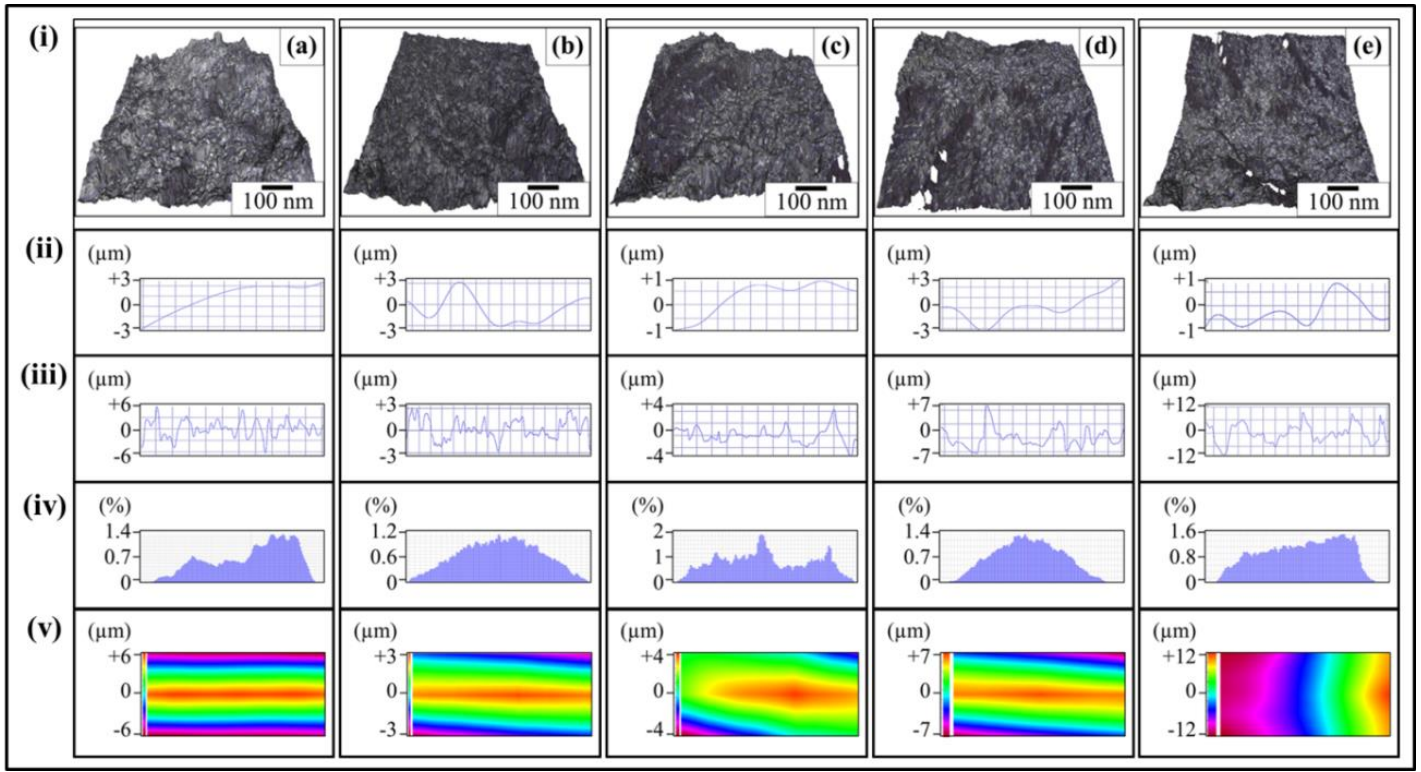 (i) (a) (b) (c) (d) (e)
100 nm 100 nm 100 nm 100 nm 100 nm
(ii) (µm) (µm) (µm) (µm) (µm)
+3 +3 +1 +3 +1
0 0 0 0 0
-3 -3 -1 -3 -1
(iii) (µm) (µm) (µm) (µm) (µm)
+6 +3 +4 +7 +12
0 0 0 0 0
-6 -3 -4 -7 -12
(iv) (%) (%) (%) (%) (%)
1.4 1.2 2 1.4 1.6
0.7 0.6 1 0.7 0.8
0 0 0 0 0
(v) (µm) (µm) (µm) (µm) (µm)
+6 +3 +4 +7 +12
0 0 0 0 0
-6 -3 -4 -7 -12